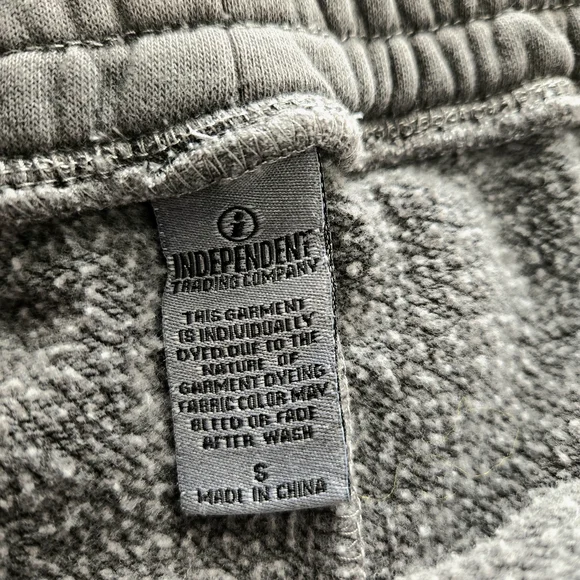 i
INDEPENDENT
TRADING COMPANY
THIS GARMENT
IS INDIVIDUALLY
DYED DUE TO THE
NATURE OF
GARMENT DYEING
FABRIC COLOR MAY
BLEED OR FADE
AFTER WASH
S
MADE IN CHINA